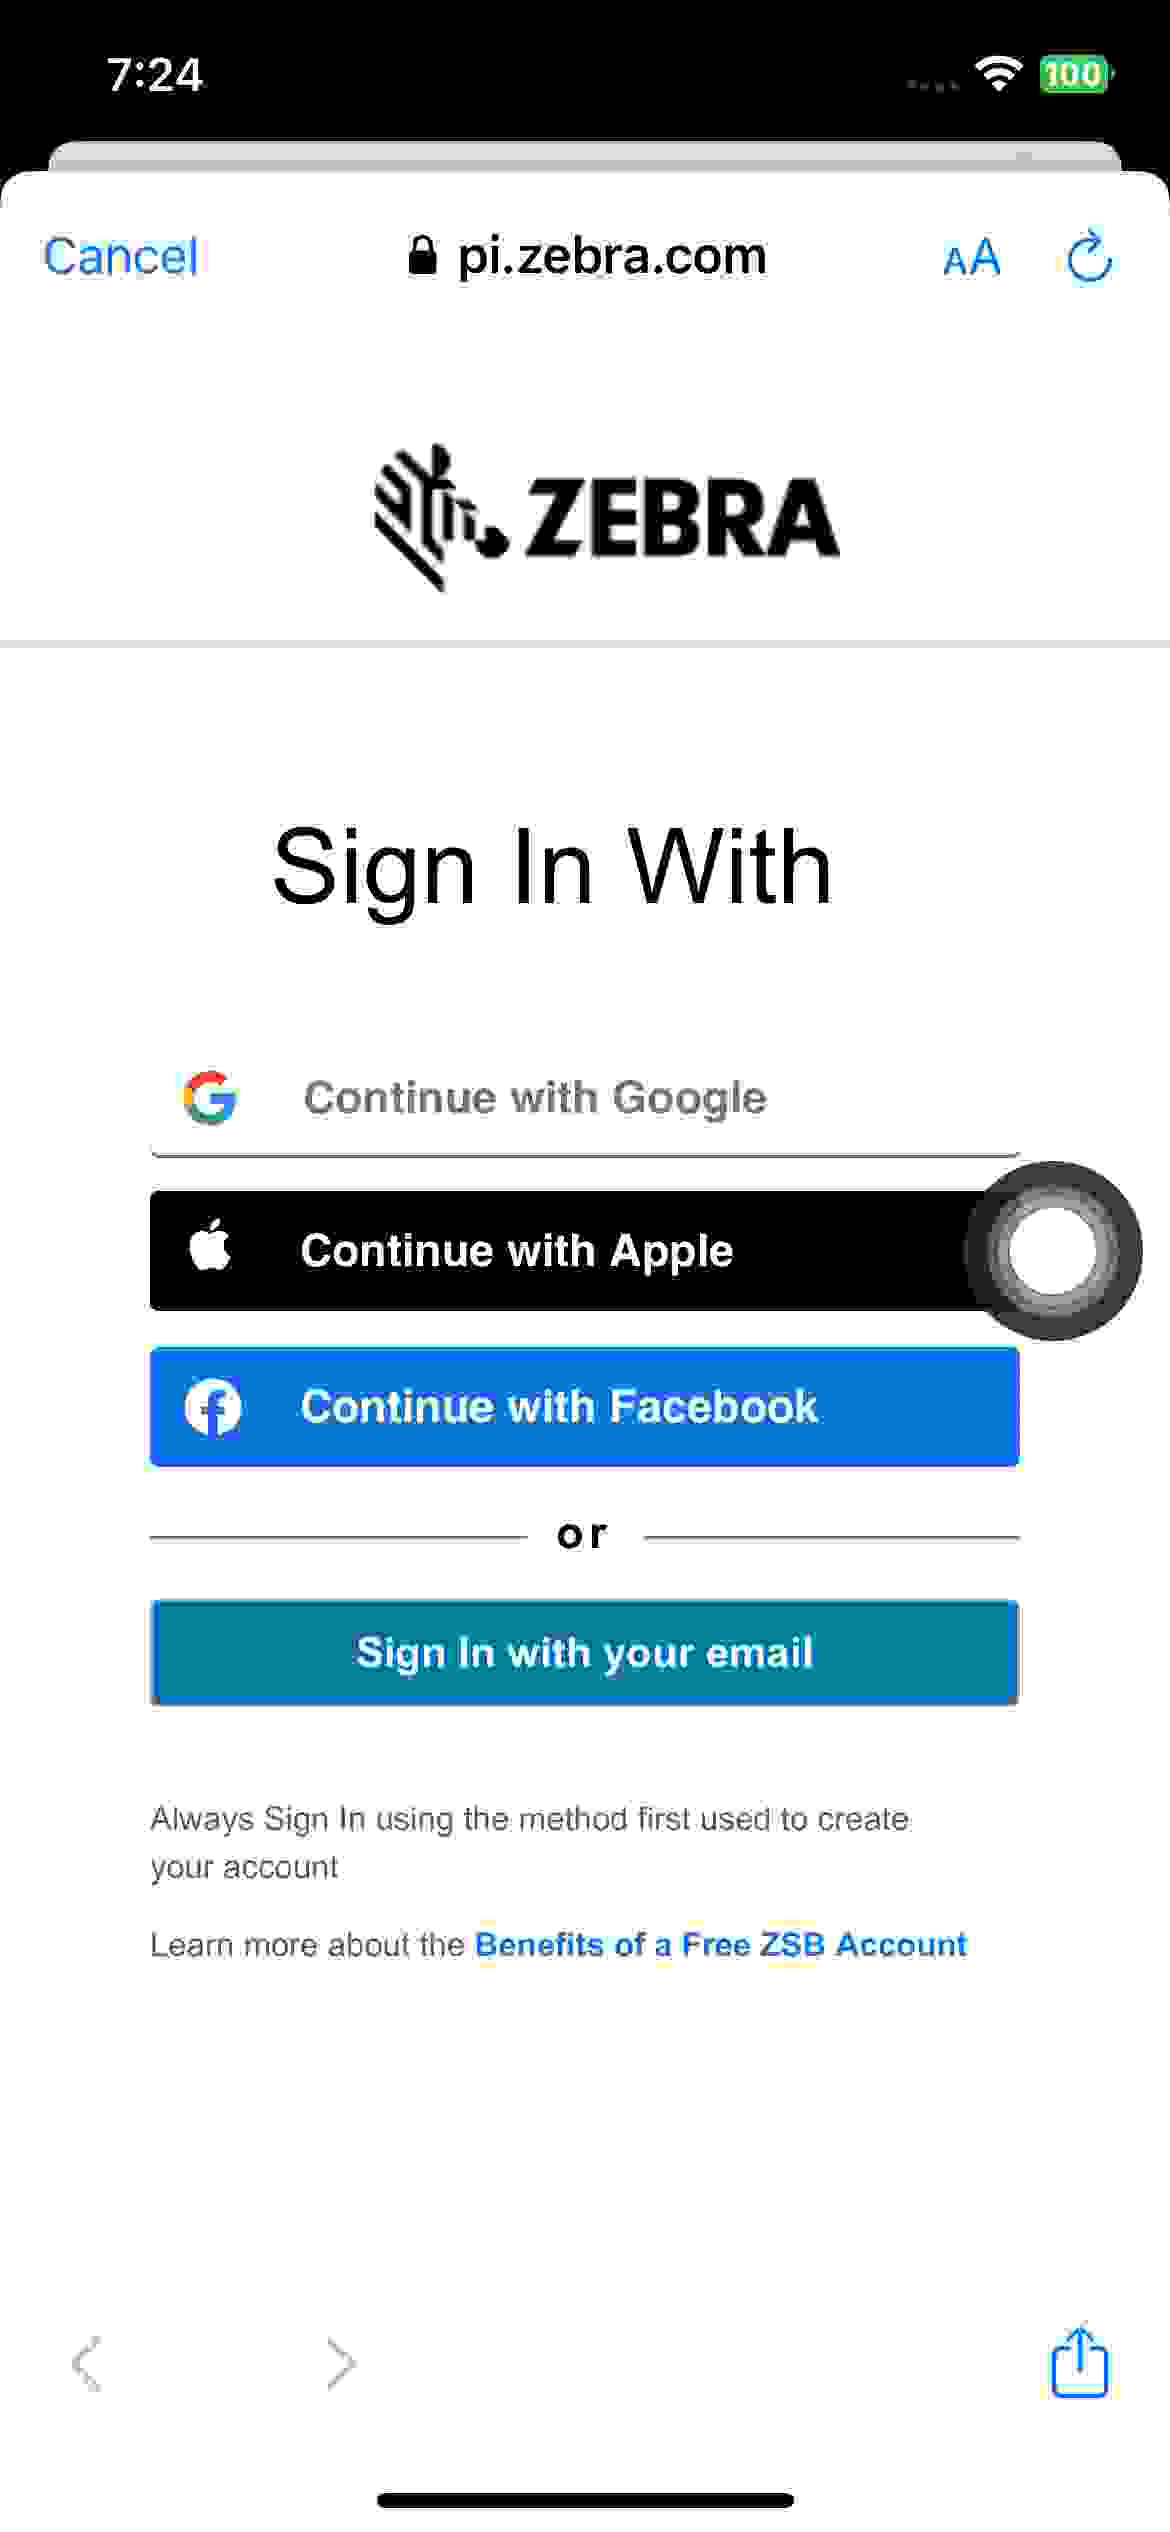 7:24
100
Cancel
pi.zebra.com
AA
ZEBRA
Sign In With
Continue with Google
Continue with Apple
Continue with Facebook
or
Sign In with your email
Always Sign In using the method first used to create
your account
Learn more about the Benefits of a Free ZSB Account